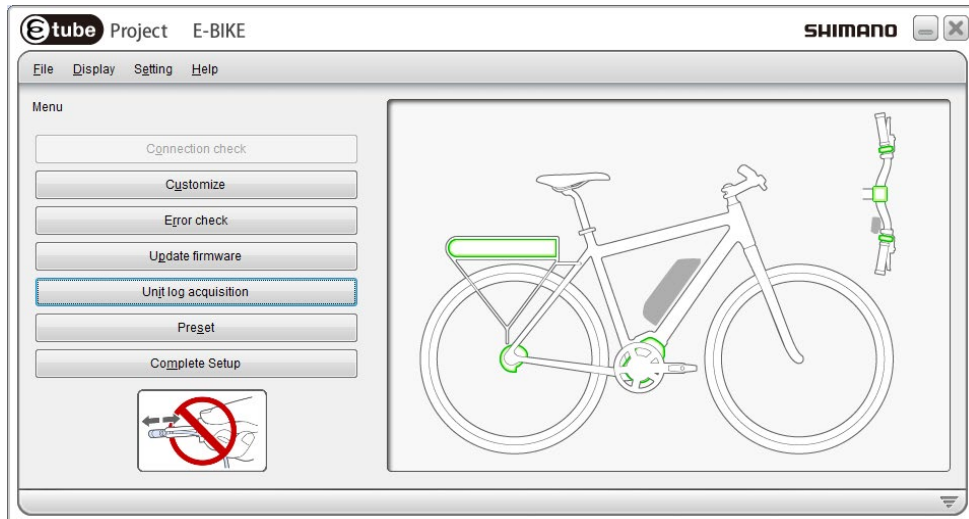 etube Project E-BIKE SHIMANO
File Display Setting Help
Menu
Connection check
Customize
Error check
Update firmware
Unit log acquisition
Preset
Complete Setup